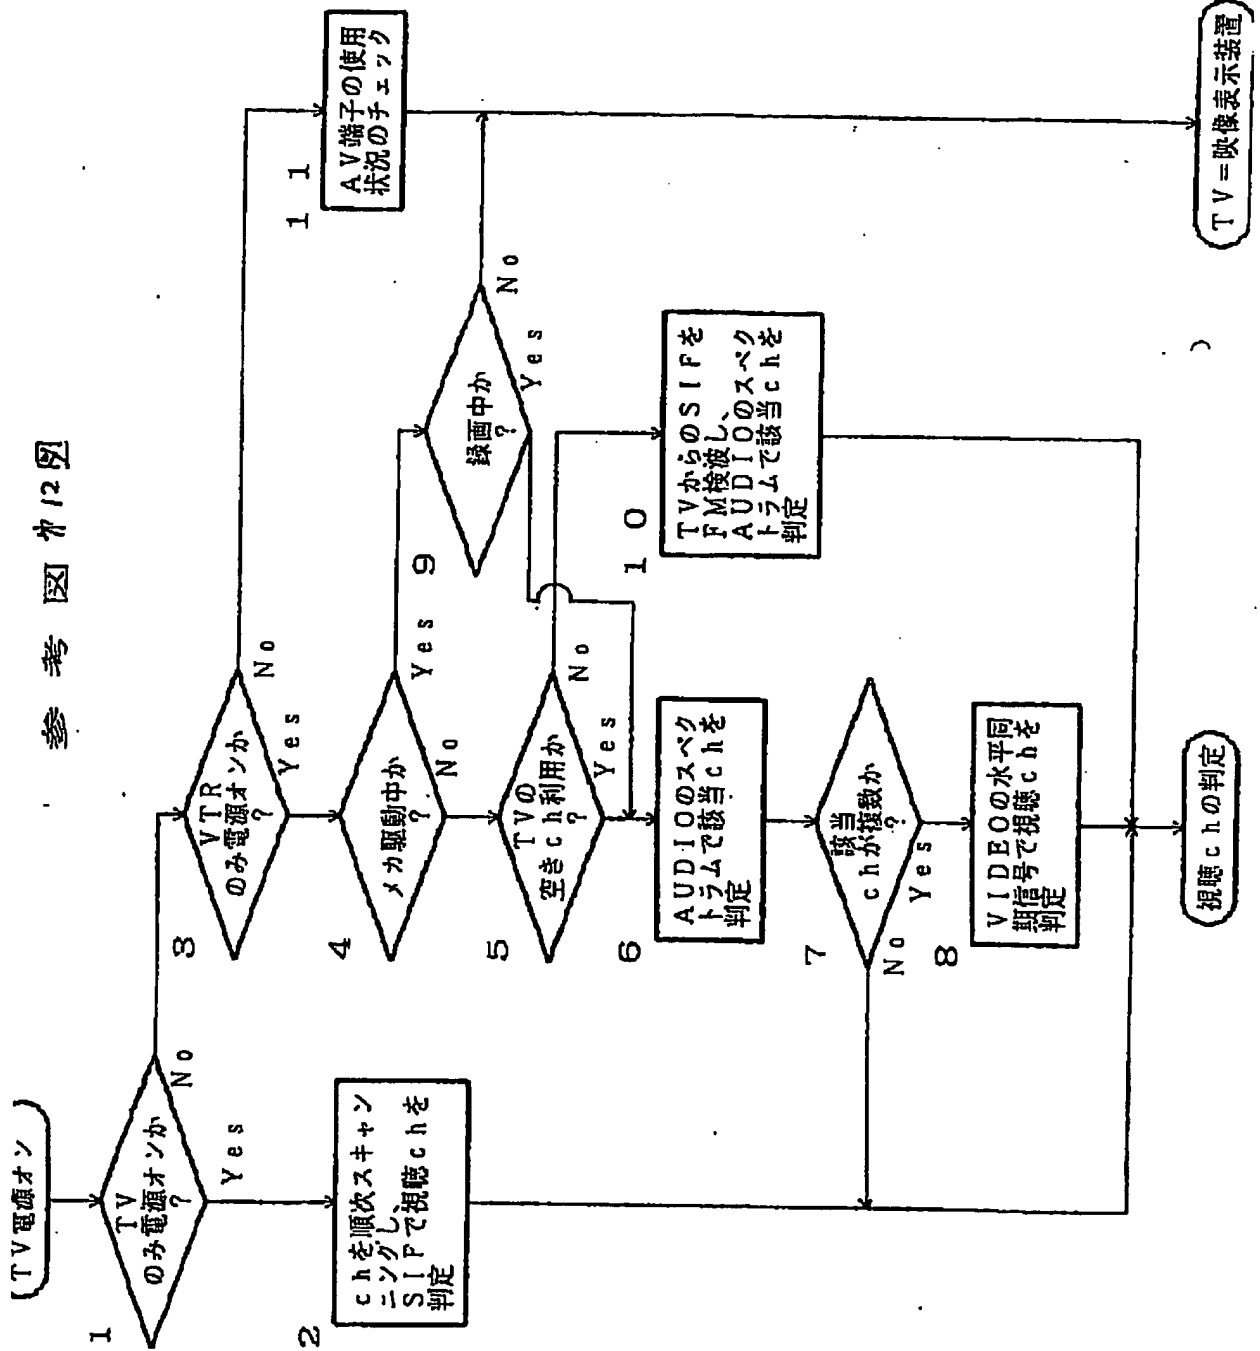 参考図 第12図
TV電源オン
1
TV
のみ電源オンか
?
No
Yes
2
chを順次スキャン
ニングし、
SIFで視聴chを
判定
3
VTR
のみ電源オンか
?
No
Yes
4
メカ駆動中か
?
Yes
No
5
TVの
空きch利用か
?
No
Yes
6
AUDIOのスペク
トラムで該当chを
判定
7
該当
chが複数か
?
No
Yes
8
VIDEOの水平同
期信号で視聴chを
判定
9
録画中か
?
No
Yes
10
TVからのSIFを
FM検波し、
AUDIOのスペク
トラムで該当chを
判定
11
AV端子の使用
状況のチェック
視聴chの判定
TV=映像表示装置